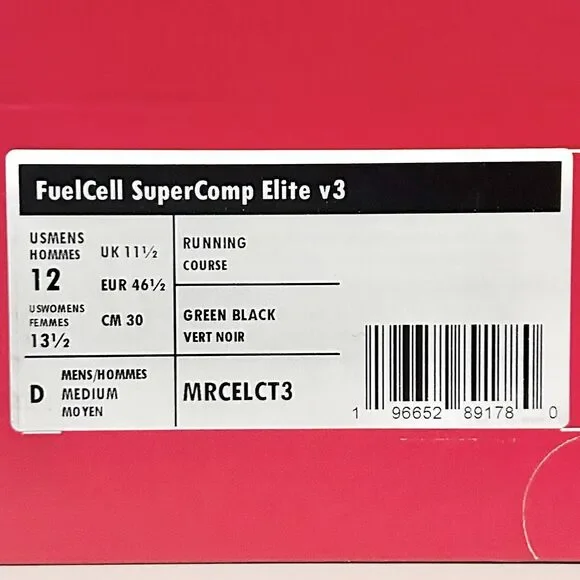 FuelCell SuperComp Elite v3
USMENS
HOMMES
12
UK 11½
EUR 46½
CM 30
USWOMENS
FEMMES
13½
RUNNING
COURSE
GREEN BLACK
VERT NOIR
D
MENS/HOMMES
MEDIUM
MOYEN
MRCELCT3
1 96652 89178 0